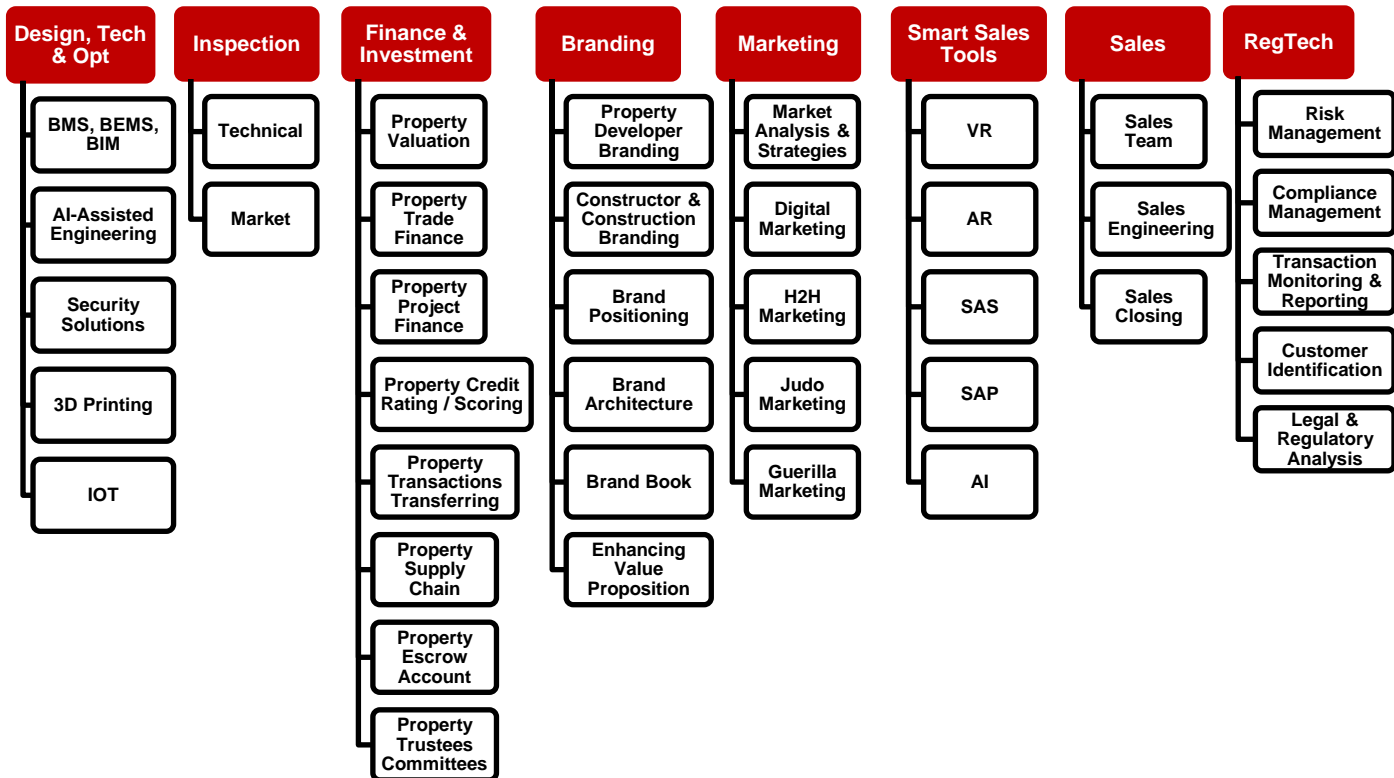 Design, Tech
& Opt
BMS, BEMS,
BIM
AI-Assisted
Engineering
Security
Solutions
3D Printing
IOT
Inspection
Technical
Market
Finance &
Investment
Property
Valuation
Property
Trade
Finance
Property
Project
Finance
Property Credit
Rating / Scoring
Property
Transactions
Transferring
Property
Supply
Chain
Property
Escrow
Account
Property
Trustees
Committees
Branding
Property
Developer
Branding
Constructor &
Construction
Branding
Brand
Positioning
Brand
Architecture
Brand Book
Enhancing
Value
Proposition
Marketing
Market
Analysis &
Strategies
Digital
Marketing
H2H
Marketing
Judo
Marketing
Guerilla
Marketing
Smart Sales
Tools
VR
AR
SAS
SAP
AI
Sales
Sales
Team
Sales
Engineering
Sales
Closing
RegTech
Risk
Management
Compliance
Management
Transaction
Monitoring &
Reporting
Customer
Identification
Legal &
Regulatory
Analysis